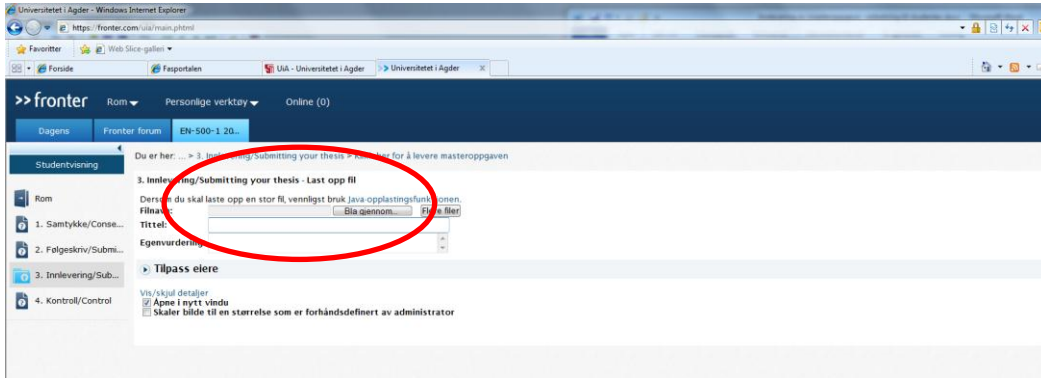 Universitetet i Agder - Windows Internet Explorer
https://fronter.com/uia/main.phtml
Favoritter Web Slice-galleri
Forside Fasportalen UiA - Universitetet i Agder >> Universitetet i Agder X
>> fronter Rom Personlige verktøy Online (0)
Dagens Fronter forum EN-500-1 20...
Studentvisning
Du er her: ... > 3. Innlevering/Submitting your thesis > for å levere masteroppgaven
3. Innlevering/Submitting your thesis - Last opp fil
Dersom du skal laste opp en stor fil, vennligst bruk Java-opplastingsfunksjonen.
Rom
Filnavn: Bla gjennom... Flere filer
1. Samtykke/Conse...
Tittel:
2. Følgeskriv/Submi...
Egenvurdering
3. Innlevering/Sub...
Tilpass eiere
4. Kontroll/Control
Vis/skjul detaljer
Åpne i nytt vindu
Skaler bilde til en størrelse som er forhåndsdefinert av administrator